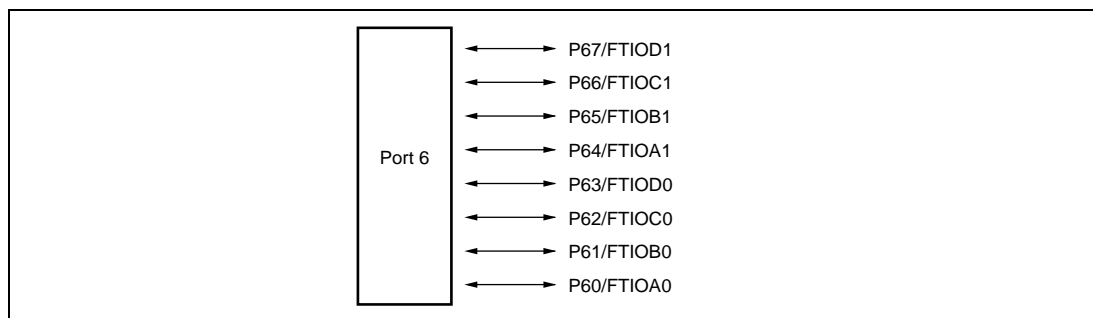 P67/FTIOD1
P66/FTIOC1
P65/FTIOB1
Port 6
P64/FTIOA1
P63/FTIOD0
P62/FTIOC0
P61/FTIOB0
P60/FTIOA0